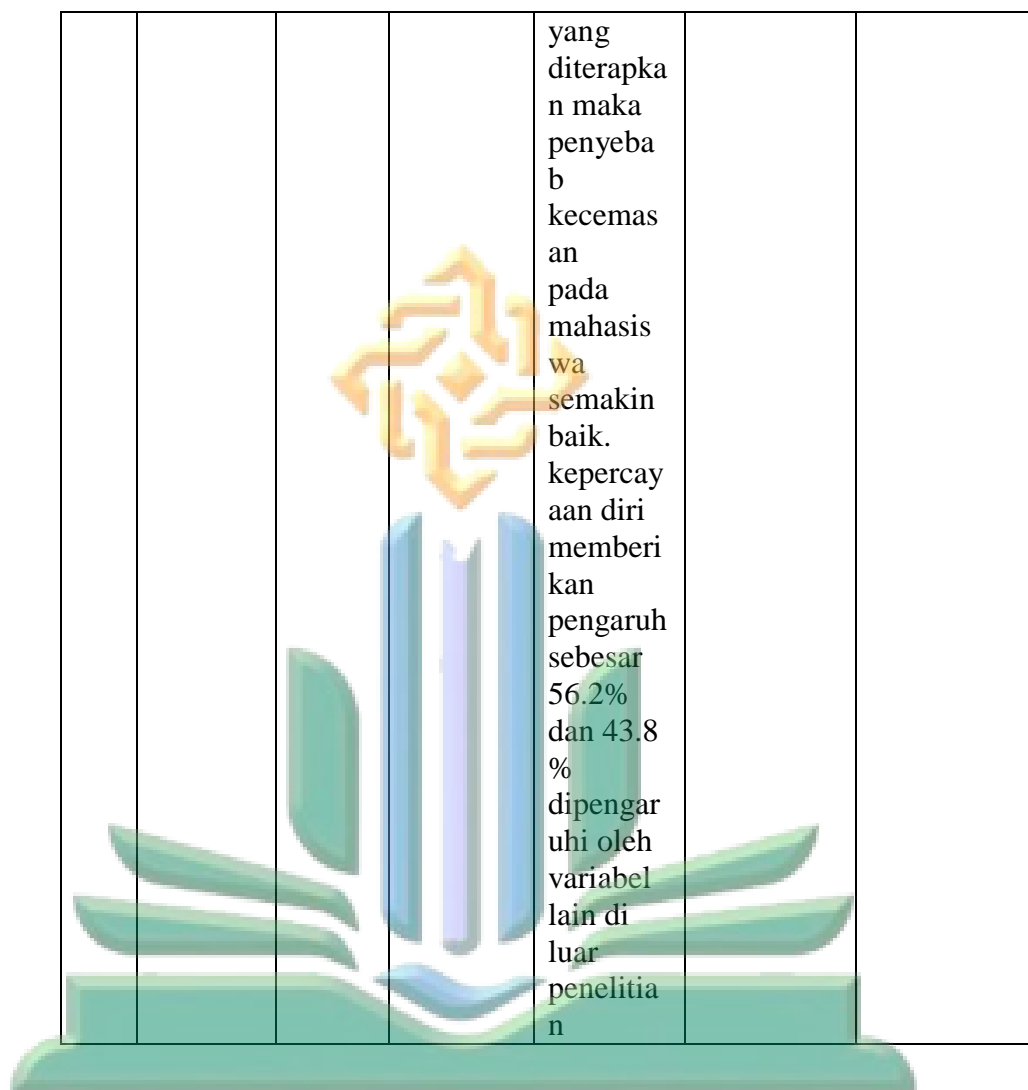 yang
diterapka
n maka
penyeba
b
kecemas
an
pada
mahasis
wa
semakin
baik.
kepercay
aan diri
memberi
kan
pengaruh
sebesar
56.2%
dan 43.8
%
dipengar
uhi oleh
variabel
lain di
luar
penelitia
n